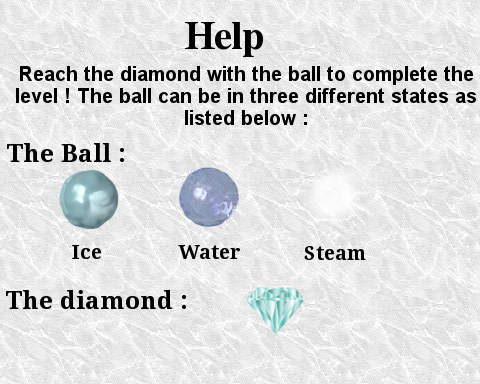 Help
Reach the diamond with the ball to complete the
level ! The ball can be in three different states as
listed below :
The Ball :
Ice Water Steam
The diamond :